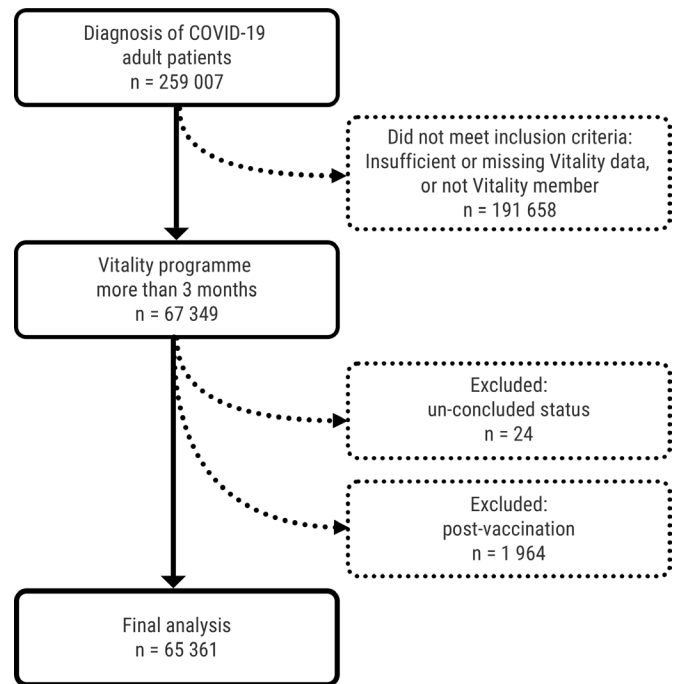 Diagnosis of COVID-19
adult patients
n = 259 007
Did not meet inclusion criteria:
Insufficient or missing Vitality data,
or not Vitality member
n = 191 658
Vitality programme
more than 3 months
n = 67 349
Excluded:
un-concluded status
n = 24
Excluded:
post-vaccination
n = 1 964
Final analysis
n = 65 361